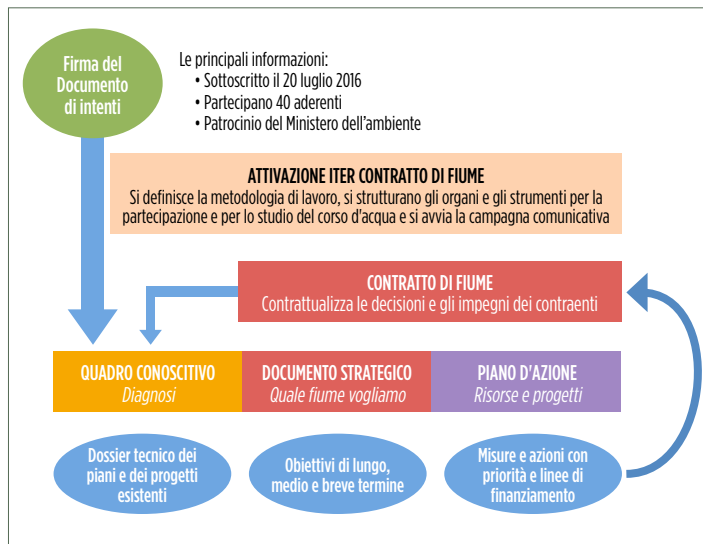 Firma del
Documento
di intenti
Le principali informazioni:
• Sottoscritto il 20 luglio 2016
• Partecipano 40 aderenti
• Patrocinio del Ministero dell'ambiente
ATTIVAZIONE ITER CONTRATTO DI FIUME
Si definisce la metodologia di lavoro, si strutturano gli organi e gli strumenti per la
partecipazione e per lo studio del corso d'acqua e si avvia la campagna comunicativa
CONTRATTO DI FIUME
Contrattualizza le decisioni e gli impegni dei contraenti
QUADRO CONOSCITIVO
Diagnosi
DOCUMENTO STRATEGICO
Quale fiume vogliamo
PIANO D'AZIONE
Risorse e progetti
Dossier tecnico dei
piani e dei progetti
esistenti
Obiettivi di lungo,
medio e breve termine
Misure e azioni con
priorità e linee di
finanziamento